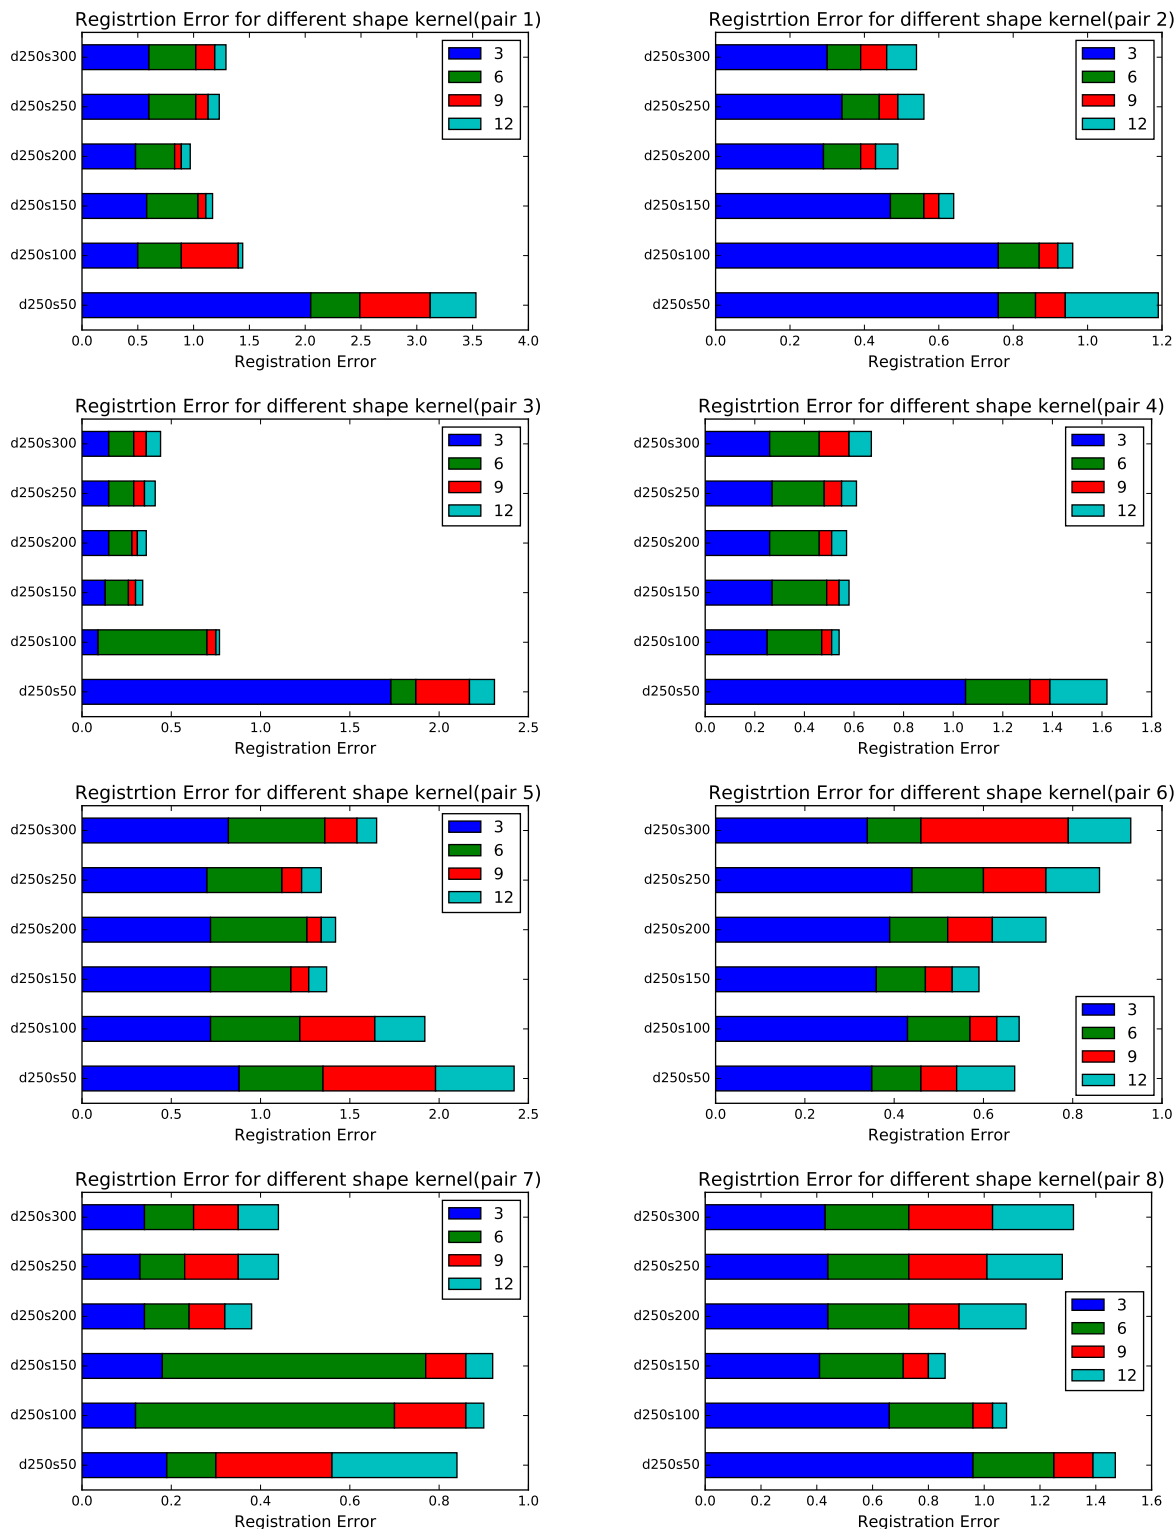 Registrtion Error for different shape kernel(pair 1)
d250s300
d250s250
d250s200
d250s150
d250s100
d250s50
0.0 0.5 1.0 1.5 2.0 2.5 3.0 3.5 4.0
Registration Error
3
6
9
12
Registrtion Error for different shape kernel(pair 2)
d250s300
d250s250
d250s200
d250s150
d250s100
d250s50
0.0 0.2 0.4 0.6 0.8 1.0 1.2
Registration Error
3
6
9
12
Registrtion Error for different shape kernel(pair 3)
d250s300
d250s250
d250s200
d250s150
d250s100
d250s50
0.0 0.5 1.0 1.5 2.0 2.5
Registration Error
3
6
9
12
Registrtion Error for different shape kernel(pair 4)
d250s300
d250s250
d250s200
d250s150
d250s100
d250s50
0.0 0.2 0.4 0.6 0.8 1.0 1.2 1.4 1.6 1.8
Registration Error
3
6
9
12
Registrtion Error for different shape kernel(pair 5)
d250s300
d250s250
d250s200
d250s150
d250s100
d250s50
0.0 0.5 1.0 1.5 2.0 2.5
Registration Error
3
6
9
12
Registrtion Error for different shape kernel(pair 6)
d250s300
d250s250
d250s200
d250s150
d250s100
d250s50
0.0 0.2 0.4 0.6 0.8 1.0
Registration Error
3
6
9
12
Registrtion Error for different shape kernel(pair 7)
d250s300
d250s250
d250s200
d250s150
d250s100
d250s50
0.0 0.2 0.4 0.6 0.8 1.0
Registration Error
3
6
9
12
Registrtion Error for different shape kernel(pair 8)
d250s300
d250s250
d250s200
d250s150
d250s100
d250s50
0.0 0.2 0.4 0.6 0.8 1.0 1.2 1.4 1.6
Registration Error
3
6
9
12